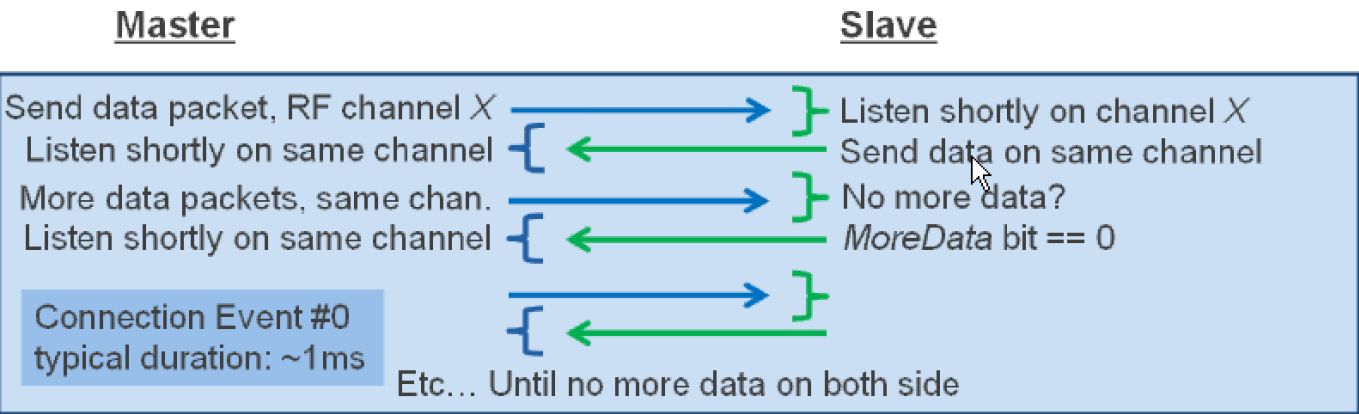 Master
Slave
Send data packet, RF channel X
Listen shortly on channel X
Listen shortly on same channel
Send data on same channel
More data packets, same chan.
No more data?
Listen shortly on same channel
MoreData bit == 0
Connection Event #0
typical duration: ~1ms
Etc… Until no more data on both side